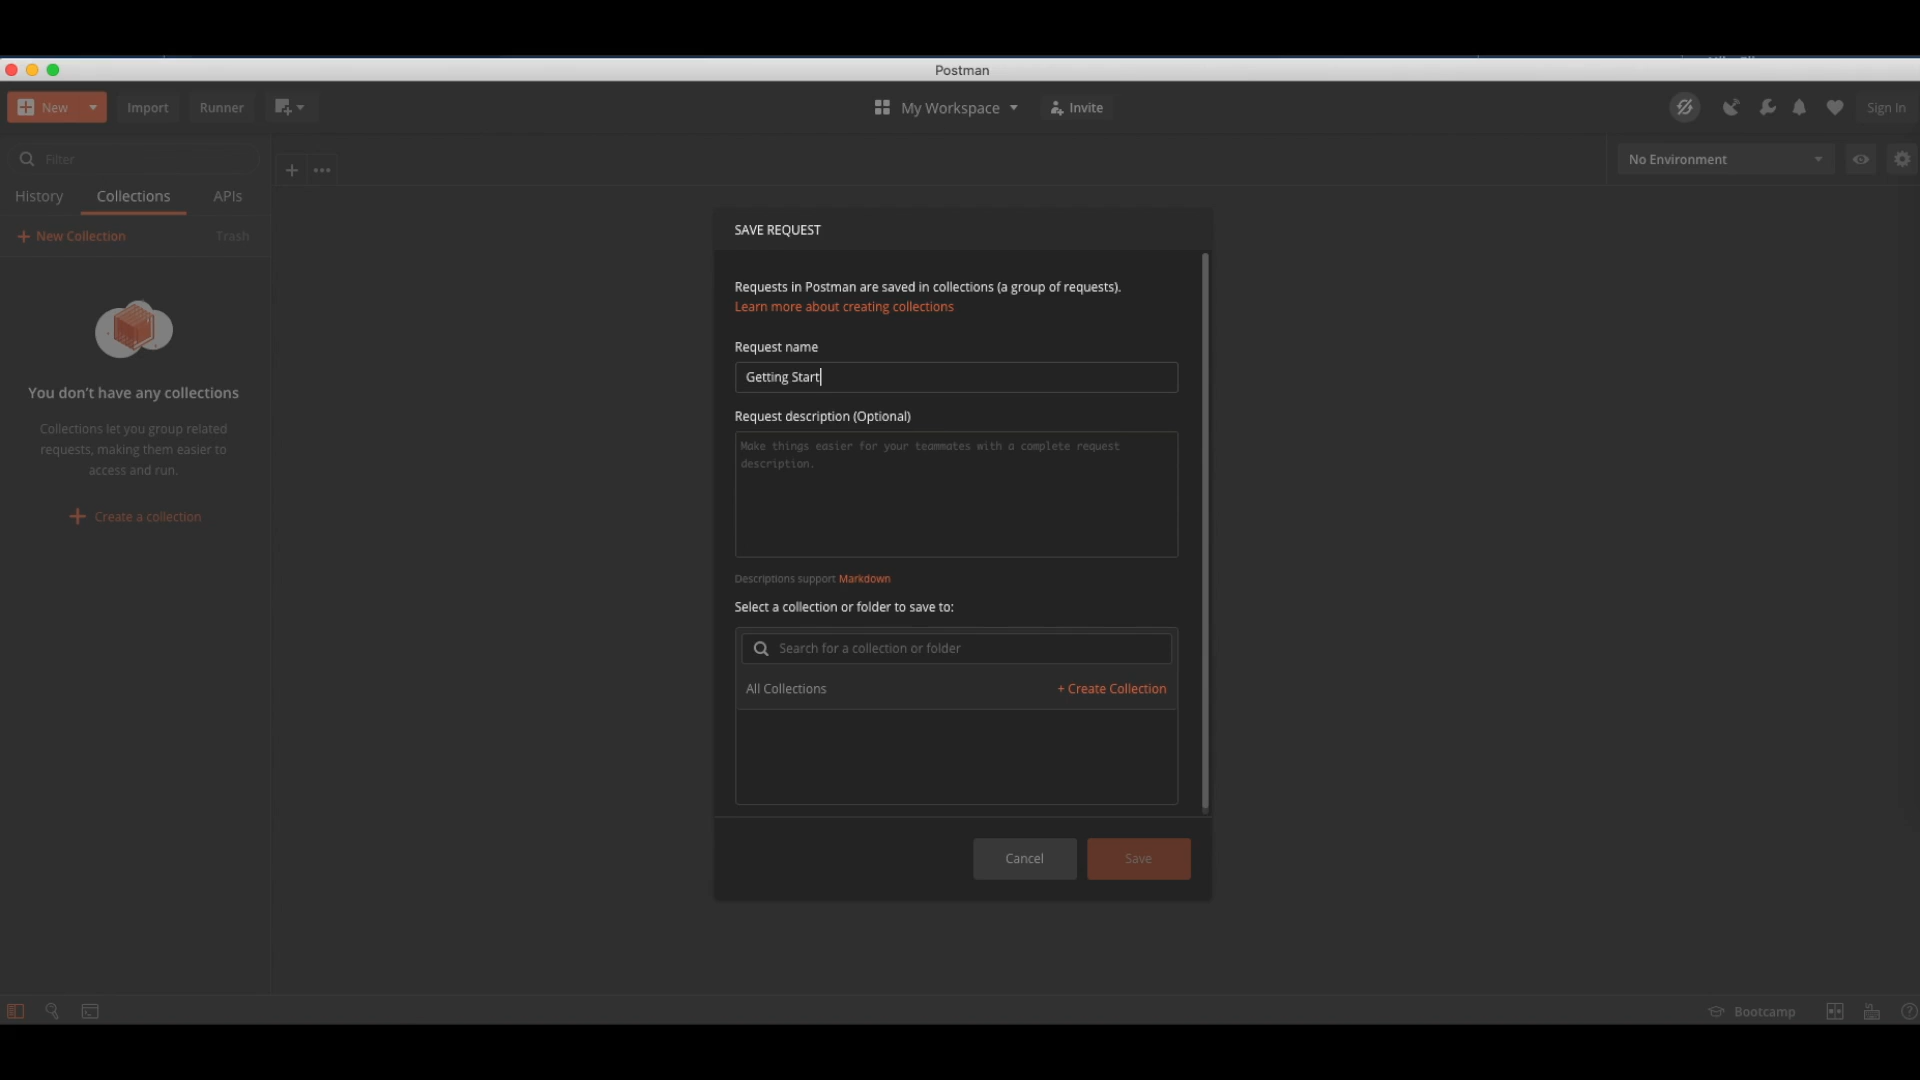 Postman
New
Import
Runner
My Workspace
Invite
Sign In
Filter
No Environment
History
Collections
APIs
+ New Collection
Trash
SAVE REQUEST
Requests in Postman are saved in collections (a group of requests).
Learn more about creating collections
Request name
Getting Start
Request description (Optional)
Make things easier for your teammates with a complete request
description.
You don't have any collections
Collections let you group related
requests, making them easier to
access and run.
+ Create a collection
Descriptions support Markdown
Select a collection or folder to save to:
Search for a collection or folder
All Collections
+ Create Collection
Cancel
Save
Bootcamp